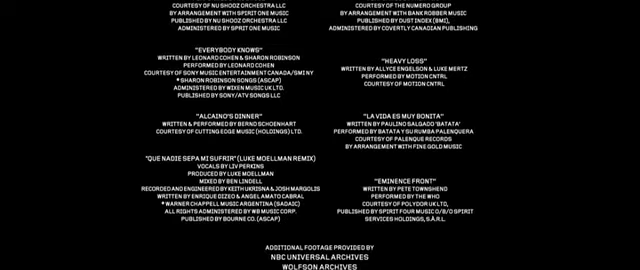 COURTESY OF NU SHOOZ ORCHESTRA LLC
BY ARRANGEMENT WITH SPIRIT ONE MUSIC
PUBLISHED BY NU SHOOZ ORCHESTRA LLC
ADMINISTERED BY SPRIT ONE MUSIC
"EVERYBODY KNOWS"
WRITTEN BY LEONARD COHEN & SHARON ROBINSON
PERFORMED BY LEONARD COHEN
COURTESY OF SONY MUSIC ENTERTAINMENT CANADA/SMI NY
*SHARON ROBINSON SONGS (ASCAP)
ADMINISTERED BY WIXEN MUSIC UK LTD.
PUBLISHED BY SONY/ATV SONGS LLC
"ALCAINO'S DINNER"
WRITTEN & PERFORMED BY BERND SCHOENHART
COURTESY OF CUTTING EDGE MUSIC (HOLDINGS) LTD.
"QUE NADIE SEPA MI SUFRIR" (LUKE MOELLMAN REMIX)
VOCALS BY LIV PERKINS
PRODUCED BY LUKE MOELLMAN
MIXED BY BEN LINDELL
RECORDED AND ENGINEERED BY KEITH UKRISNA & JOSH MARGOLIS
WRITTEN BY ENRIQUE DIZEO & ANGEL AMATO CABRAL
*WARNER CHAPPELL MUSIC ARGENTINA (SADAIC)
ALL RIGHTS ADMINISTERED BY WB MUSIC CORP.
PUBLISHED BY BOURNE CO. (ASCAP)
COURTESY OF THE NUMERO GROUP
BY ARRANGEMENT WITH BANK ROBBER MUSIC
PUBLISHED BY DUST INDEX (BMI),
ADMINISTERED BY COVERTLY CANADIAN PUBLISHING
"HEAVY LOSS"
WRITTEN BY ALLYCE ENGELSON & LUKE MERTZ
PERFORMED BY MOTION CNTRL
COURTESY OF MOTION CNTRL
"LA VIDA ES MUY BONITA"
WRITTEN BY PAULINO SALGADO 'BATATA'
PERFORMED BY BATATA Y SU RUMBA PALENQUERA
COURTESY OF PALENQUE RECORDS
BY ARRANGEMENT WITH FINE GOLD MUSIC
"EMINENCE FRONT"
WRITTEN BY PETE TOWNSHEND
PERFORMED BY THE WHO
COURTESY OF POLYDOR UK LTD,
PUBLISHED BY SPIRIT FOUR MUSIC O/B/O SPIRIT
SERVICES HOLDINGS, S.À.R.L.
ADDITIONAL FOOTAGE PROVIDED BY
NBC UNIVERSAL ARCHIVES
WOLFSON ARCHIVES